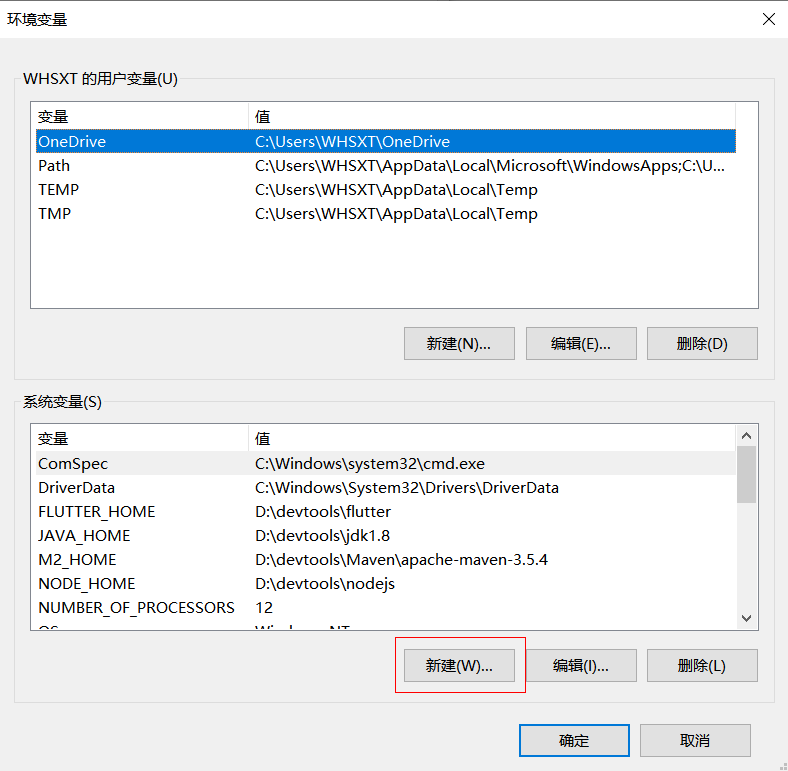 环境变量
WHSXT 的用户变量(U)
变量 值
OneDrive C:\Users\WHSXT\OneDrive
Path C:\Users\WHSXT\AppData\Local\Microsoft\WindowsApps;C:\U...
TEMP C:\Users\WHSXT\AppData\Local\Temp
TMP C:\Users\WHSXT\AppData\Local\Temp
新建(N)... 编辑(E)... 删除(D)
系统变量(S)
变量 值
ComSpec C:\Windows\system32\cmd.exe
DriverData C:\Windows\System32\Drivers\DriverData
FLUTTER_HOME D:\devtools\flutter
JAVA_HOME D:\devtools\jdk1.8
M2_HOME D:\devtools\Maven\apache-maven-3.5.4
NODE_HOME D:\devtools\nodejs
NUMBER_OF_PROCESSORS 12
OS Windows_NT
新建(W)... 编辑(I)... 删除(L)
确定 取消